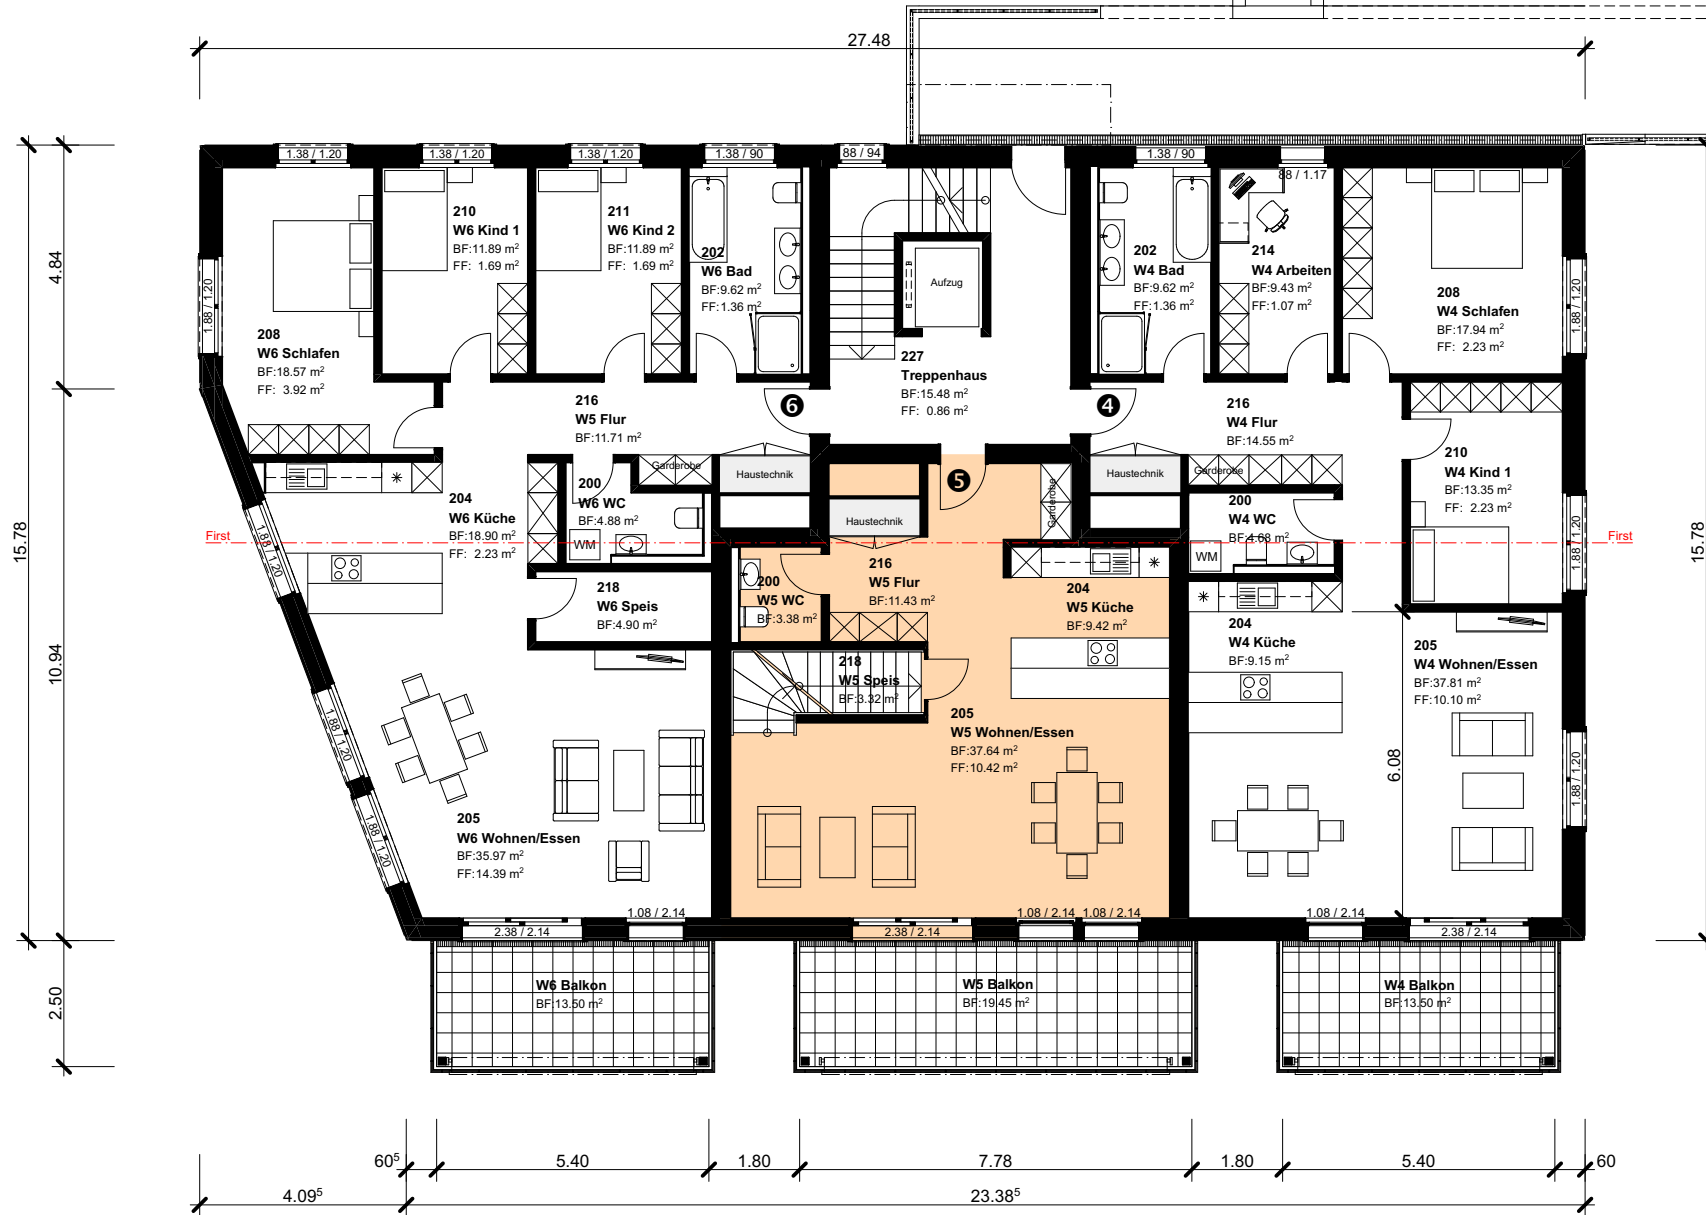 27.48
1.38 / 1.20
1.38 / 1.20
1.38 / 1.20
1.38 / 90
88 / 94
1.38 / 90
88 / 1.17
4.84
15.78
10.94
2.50
1.88 / 1.20
210
W6 Kind 1
BF:11.89 m²
FF: 1.69 m²
211
W6 Kind 2
BF:11.89 m²
FF: 1.69 m²
202
W6 Bad
BF:9.62 m²
FF:1.36 m²
Aufzug
202
W4 Bad
BF:9.62 m²
FF:1.36 m²
214
W4 Arbeiten
BF:9.43 m²
FF:1.07 m²
208
W4 Schlafen
BF:17.94 m²
FF: 2.23 m²
1.88 / 1.20
208
W6 Schlafen
BF:18.57 m²
FF: 3.92 m²
227
Treppenhaus
BF:15.48 m²
FF: 0.86 m²
216
W5 Flur
BF:11.71 m²
6
4
216
W4 Flur
BF:14.55 m²
Garderobe
Haustechnik
5
Garderobe
Haustechnik
Garderobe
210
W4 Kind 1
BF:13.35 m²
FF: 2.23 m²
1.88 / 1.20
204
W6 Küche
BF:18.90 m²
FF: 2.23 m²
200
W6 WC
BF:4.88 m²
WM
Haustechnik
200
W4 WC
BF:4.68 m²
WM
First
First
15.78
1.88 / 1.20
218
W6 Speis
BF:4.90 m²
200
W5 WC
BF:3.38 m²
216
W5 Flur
BF:11.43 m²
204
W5 Küche
BF:9.42 m²
204
W4 Küche
BF:9.15 m²
205
W4 Wohnen/Essen
BF:37.81 m²
FF:10.10 m²
218
W5 Speis
BF:3.32 m²
205
W5 Wohnen/Essen
BF:37.64 m²
FF:10.42 m²
6.08
1.88 / 1.20
1.88 / 1.20
1.88 / 1.20
205
W6 Wohnen/Essen
BF:35.97 m²
FF:14.39 m²
1.08 / 2.14
2.38 / 2.14
1.08 / 2.14
1.08 / 2.14
2.38 / 2.14
1.08 / 2.14
2.38 / 2.14
W6 Balkon
BF:13.50 m²
W5 Balkon
BF:19.45 m²
W4 Balkon
BF:13.50 m²
60⁵
5.40
1.80
7.78
1.80
5.40
60
4.09⁵
23.38⁵